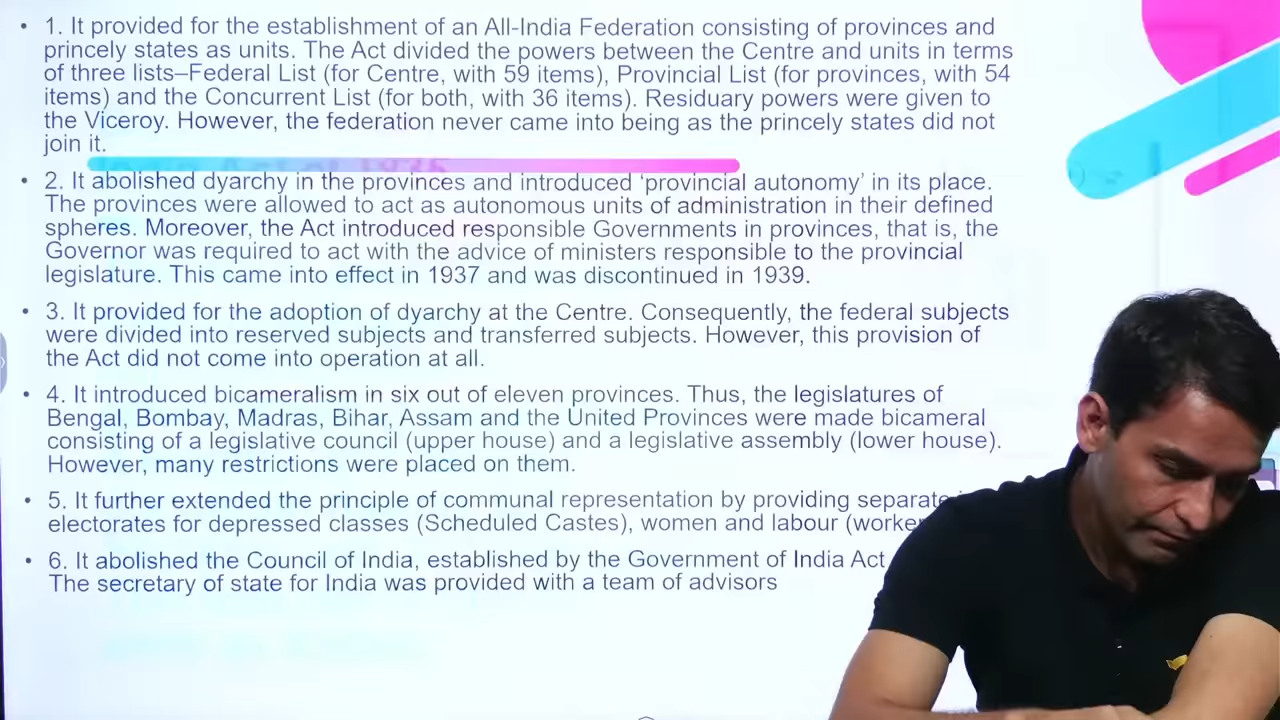 • 1. It provided for the establishment of an All-India Federation consisting of provinces and
princely states as units. The Act divided the powers between the Centre and units in terms
of three lists–Federal List (for Centre, with 59 items), Provincial List (for provinces, with 54
items) and the Concurrent List (for both, with 36 items). Residuary powers were given to
the Viceroy. However, the federation never came into being as the princely states did not
join it.
• 2. It abolished dyarchy in the provinces and introduced ‘provincial autonomy’ in its place.
The provinces were allowed to act as autonomous units of administration in their defined
spheres. Moreover, the Act introduced responsible Governments in provinces, that is, the
Governor was required to act with the advice of ministers responsible to the provincial
legislature. This came into effect in 1937 and was discontinued in 1939.
• 3. It provided for the adoption of dyarchy at the Centre. Consequently, the federal subjects
were divided into reserved subjects and transferred subjects. However, this provision of
the Act did not come into operation at all.
• 4. It introduced bicameralism in six out of eleven provinces. Thus, the legislatures of
Bengal, Bombay, Madras, Bihar, Assam and the United Provinces were made bicameral
consisting of a legislative council (upper house) and a legislative assembly (lower house).
However, many restrictions were placed on them.
• 5. It further extended the principle of communal representation by providing separate
electorates for depressed classes (Scheduled Castes), women and labour
• 6. It abolished the Council of India, established by the Government of India Act
The secretary of state for India was provided with a team of advisors